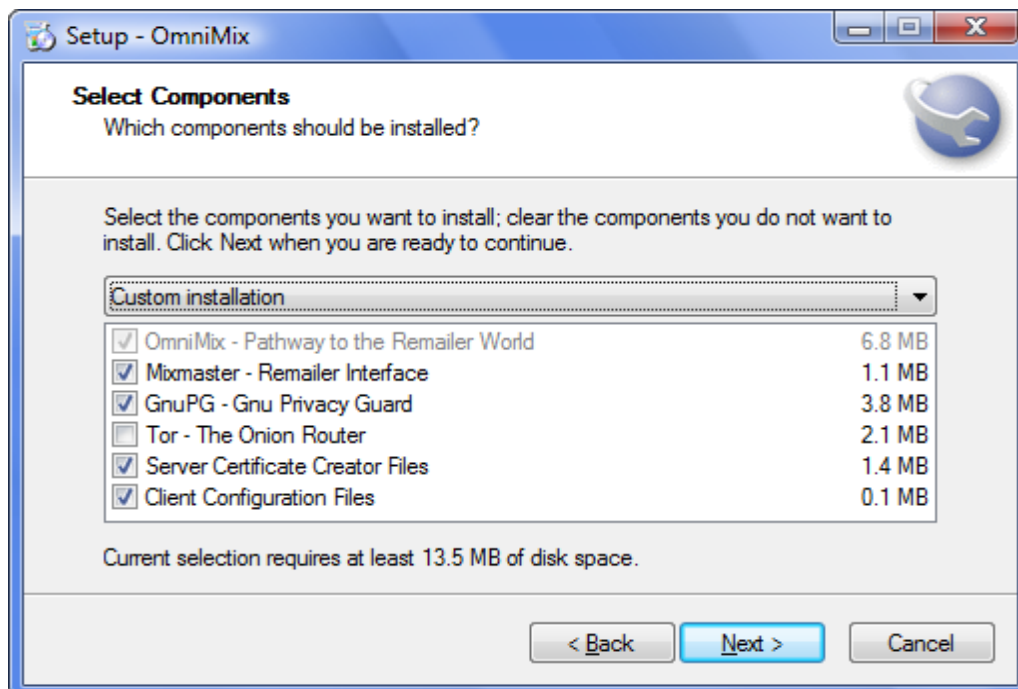 Setup - OmniMix
Select Components
Which components should be installed?
Select the components you want to install; clear the components you do not want to
install. Click Next when you are ready to continue.
Custom installation
OmniMix - Pathway to the Remailer World 6.8 MB
Mixmaster - Remailer Interface 1.1 MB
GnuPG - Gnu Privacy Guard 3.8 MB
Tor - The Onion Router 2.1 MB
Server Certificate Creator Files 1.4 MB
Client Configuration Files 0.1 MB
Current selection requires at least 13.5 MB of disk space.
< Back Next > Cancel